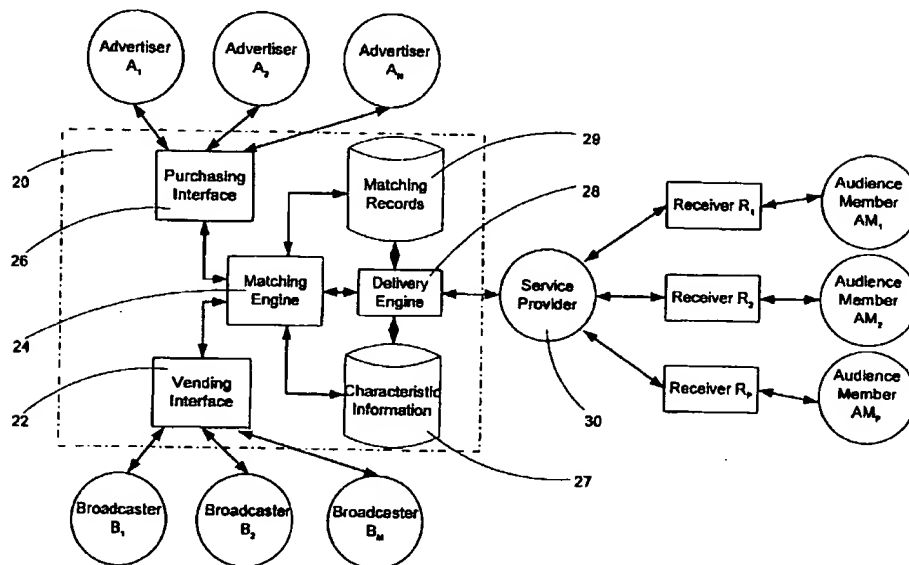 Advertiser
A1
Advertiser
A2
Advertiser
AN
29
20
Purchasing
Interface
Matching
Records
28
Receiver R1
Audience
Member
AM1
26
Matching
Engine
Delivery
Engine
Service
Provider
Receiver R2
Audience
Member
AM2
24
Vending
Interface
Characteristic
Information
Receiver RP
Audience
Member
AMP
22
30
27
Broadcaster
B1
Broadcaster
B2
Broadcaster
BM